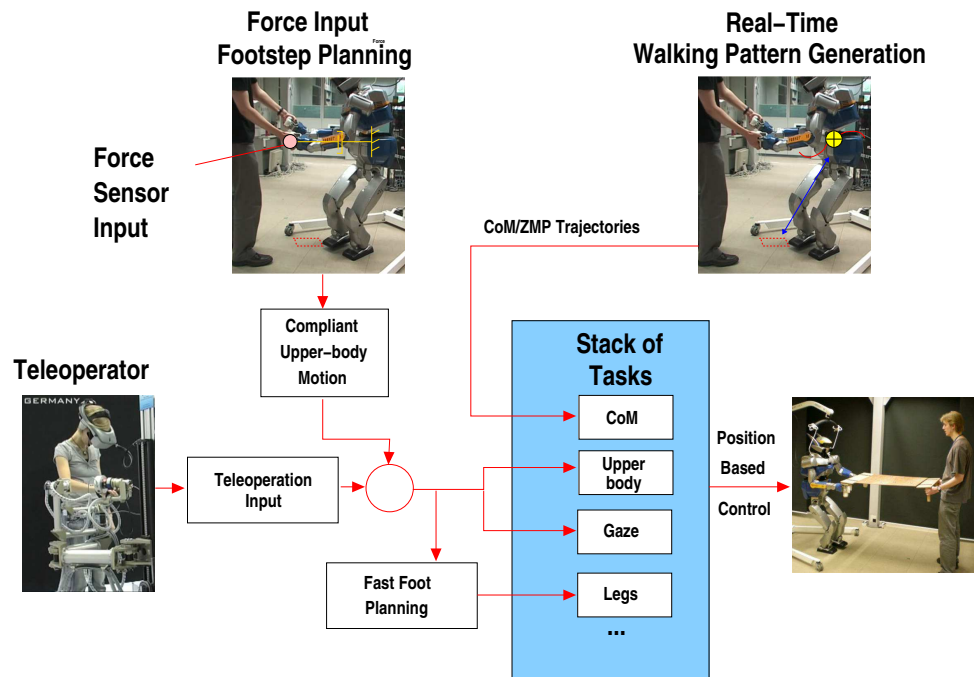 Force Input
Footstep Planning
Force
Real-Time
Walking Pattern Generation
Force
Sensor
Input
CoM/ZMP Trajectories
Compliant
Upper-body
Motion
Stack of
Tasks
Teleoperator
GERMANY
CoM
Position
Based
Control
Teleoperation
Input
Upper
body
Gaze
Fast Foot
Planning
Legs
...